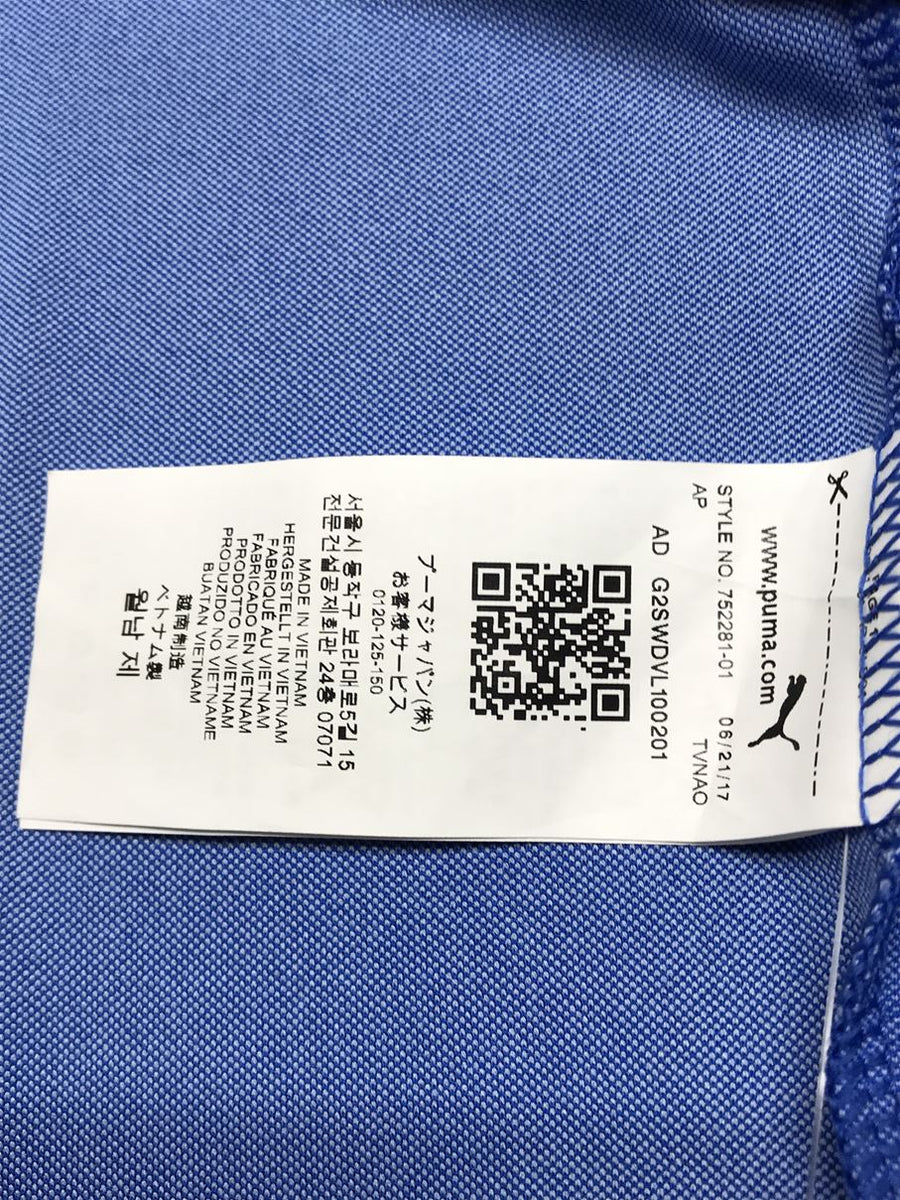 www.puma.com
STYLE NO. 752281-01 06/21/17
AP TVNAO
AD G2SWDVL100201
プーマジャパン(株)
お客様サービス
0120-125-150
서울시 동작구 보라매로5길 15
전문건설공제회관 24층 07071
MADE IN VIETNAM
HERGESTELLT IN VIETNAM
FABRIQUÉ AU VIETNAM
FABRICADO EN VIETNAM
PRODOTTO IN VIETNAM
PRODUZIDO NO VIETNAME
BUATAN VIETNAM
越南制造
ベトナム製
월남 제